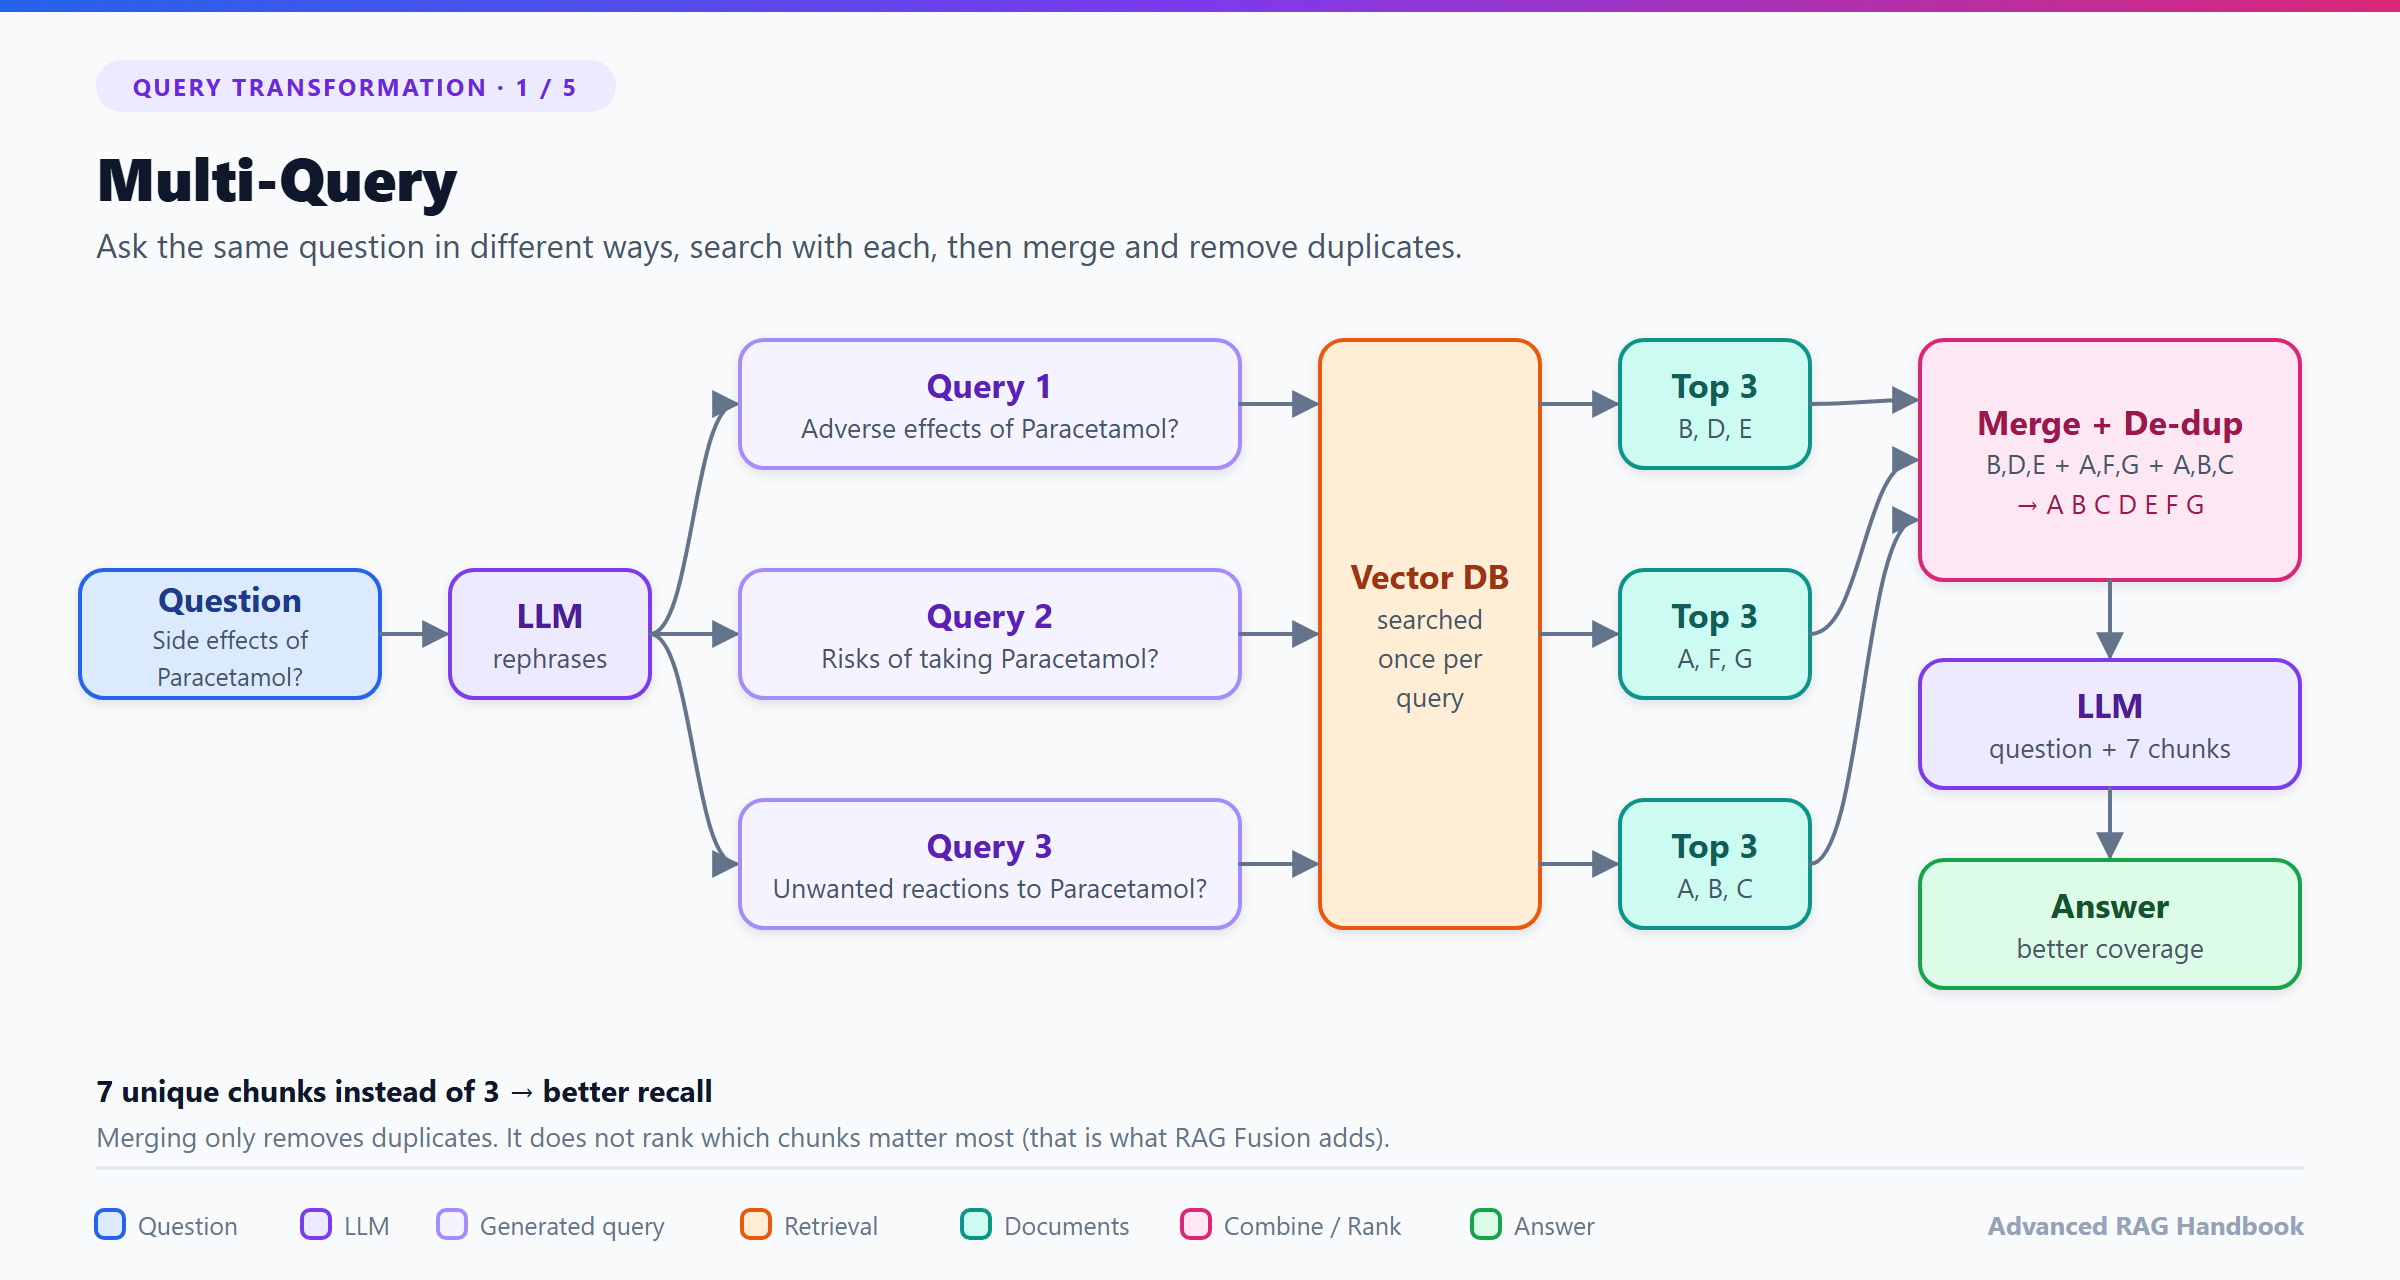 QUERY TRANSFORMATION · 1 / 5
Multi-Query
Ask the same question in different ways, search with each, then merge and remove duplicates.
Question
Side effects of
Paracetamol?
LLM
rephrases
Query 1
Adverse effects of Paracetamol?
Query 2
Risks of taking Paracetamol?
Query 3
Unwanted reactions to Paracetamol?
Vector DB
searched
once per
query
Top 3
B, D, E
Top 3
A, F, G
Top 3
A, B, C
Merge + De-dup
B,D,E + A,F,G + A,B,C
→ A B C D E F G
LLM
question + 7 chunks
Answer
better coverage
7 unique chunks instead of 3 → better recall
Merging only removes duplicates. It does not rank which chunks matter most (that is what RAG Fusion adds).
Question
LLM
Generated query
Retrieval
Documents
Combine / Rank
Answer
Advanced RAG Handbook